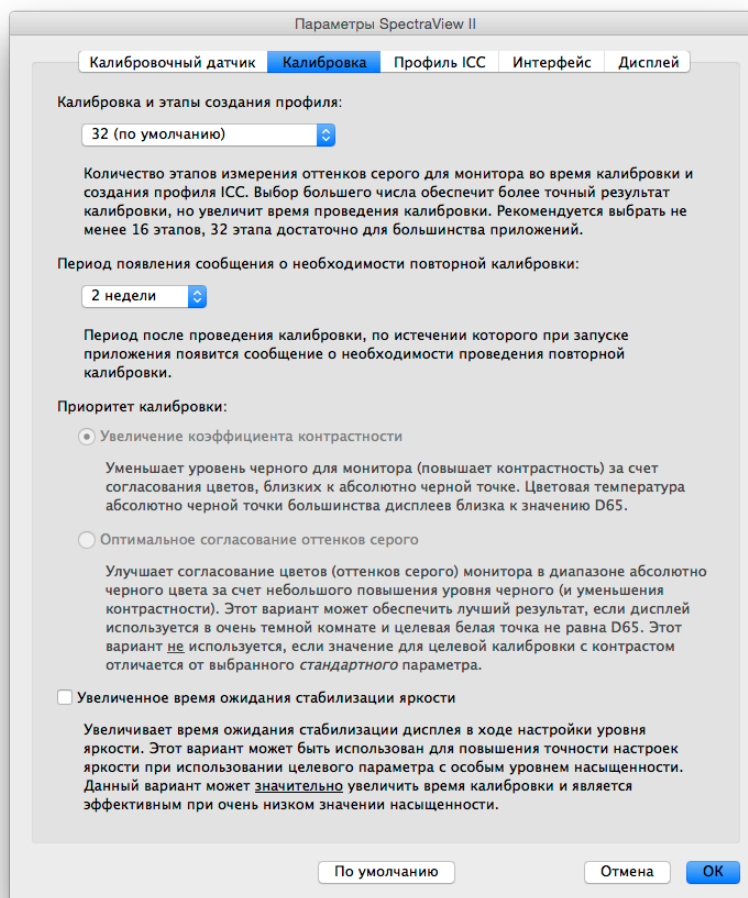 Параметры SpectraView II
Калибровочный датчик Калибровка Профиль ICC Интерфейс Дисплей
Калибровка и этапы создания профиля:
32 (по умолчанию)
Количество этапов измерения оттенков серого для монитора во время калибровки и
создания профиля ICC. Выбор большего числа обеспечит более точный результат
калибровки, но увеличит время проведения калибровки. Рекомендуется выбрать не
менее 16 этапов, 32 этапа достаточно для большинства приложений.
Период появления сообщения о необходимости повторной калибровки:
2 недели
Период после проведения калибровки, по истечении которого при запуске
приложения появится сообщение о необходимости проведения повторной
калибровки.
Приоритет калибровки:
Увеличение коэффициента контрастности
Уменьшает уровень черного для монитора (повышает контрастность) за счет
согласования цветов, близких к абсолютно черной точке. Цветовая температура
абсолютно черной точки большинства дисплеев близка к значению D65.
Оптимальное согласование оттенков серого
Улучшает согласование цветов (оттенков серого) монитора в диапазоне абсолютно
черного цвета за счет небольшого повышения уровня черного (и уменьшения
контрастности). Этот вариант может обеспечить лучший результат, если дисплей
используется в очень темной комнате и целевая белая точка не равна D65. Этот
вариант не используется, если значение для целевой калибровки с контрастом
отличается от выбранного стандартного параметра.
Увеличенное время ожидания стабилизации яркости
Увеличивает время ожидания стабилизации дисплея в ходе настройки уровня
яркости. Этот вариант может быть использован для повышения точности настроек
яркости при использовании целевого параметра с особым уровнем насыщенности.
Данный вариант может значительно увеличить время калибровки и является
эффективным при очень низком значении насыщенности.
По умолчанию Отмена OK